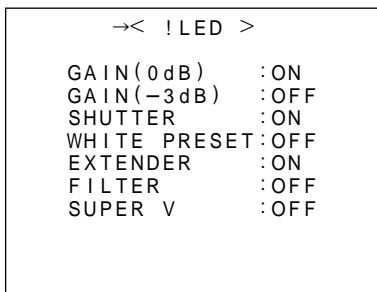 →< !LED >
GAIN(0dB) :ON
GAIN(−3dB) :OFF
SHUTTER :ON
WHITE PRESET:OFF
EXTENDER :ON
FILTER :OFF
SUPER V :OFF